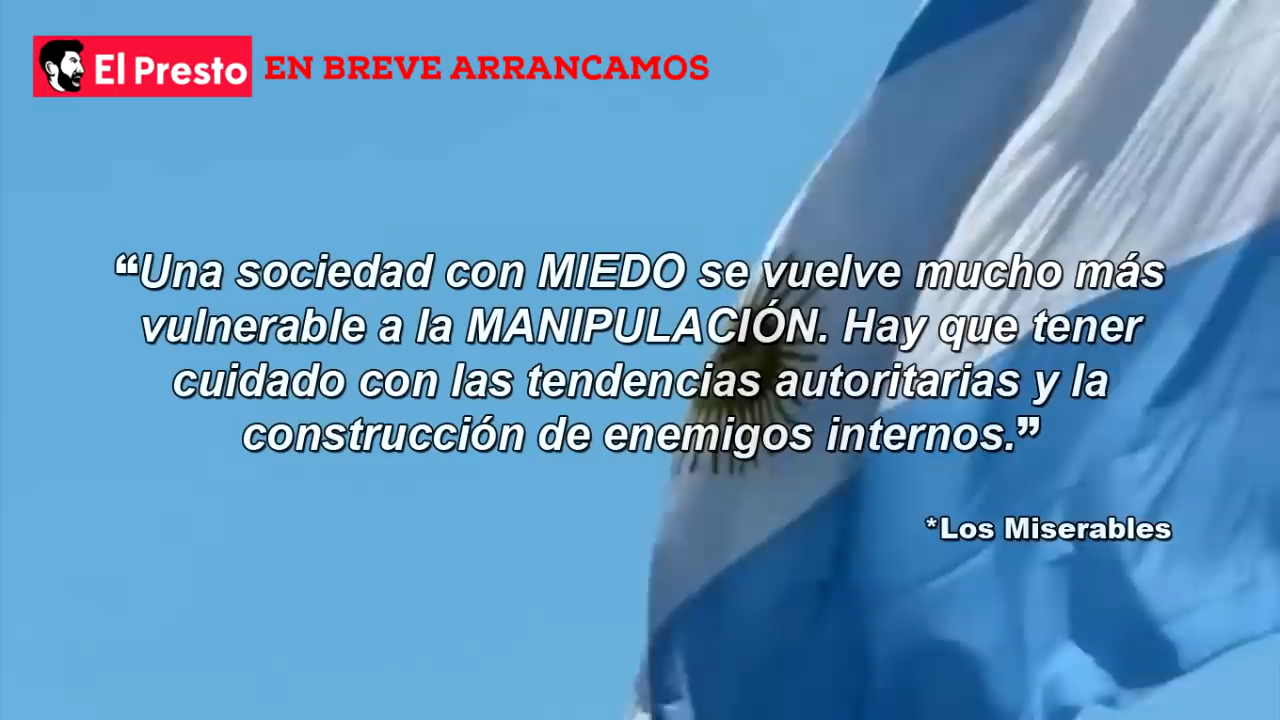 El Presto EN BREVE ARRANCAMOS
❝Una sociedad con MIEDO se vuelve mucho más
vulnerable a la MANIPULACIÓN. Hay que tener
cuidado con las tendencias autoritarias y la
construcción de enemigos internos.❞
*Los Miserables